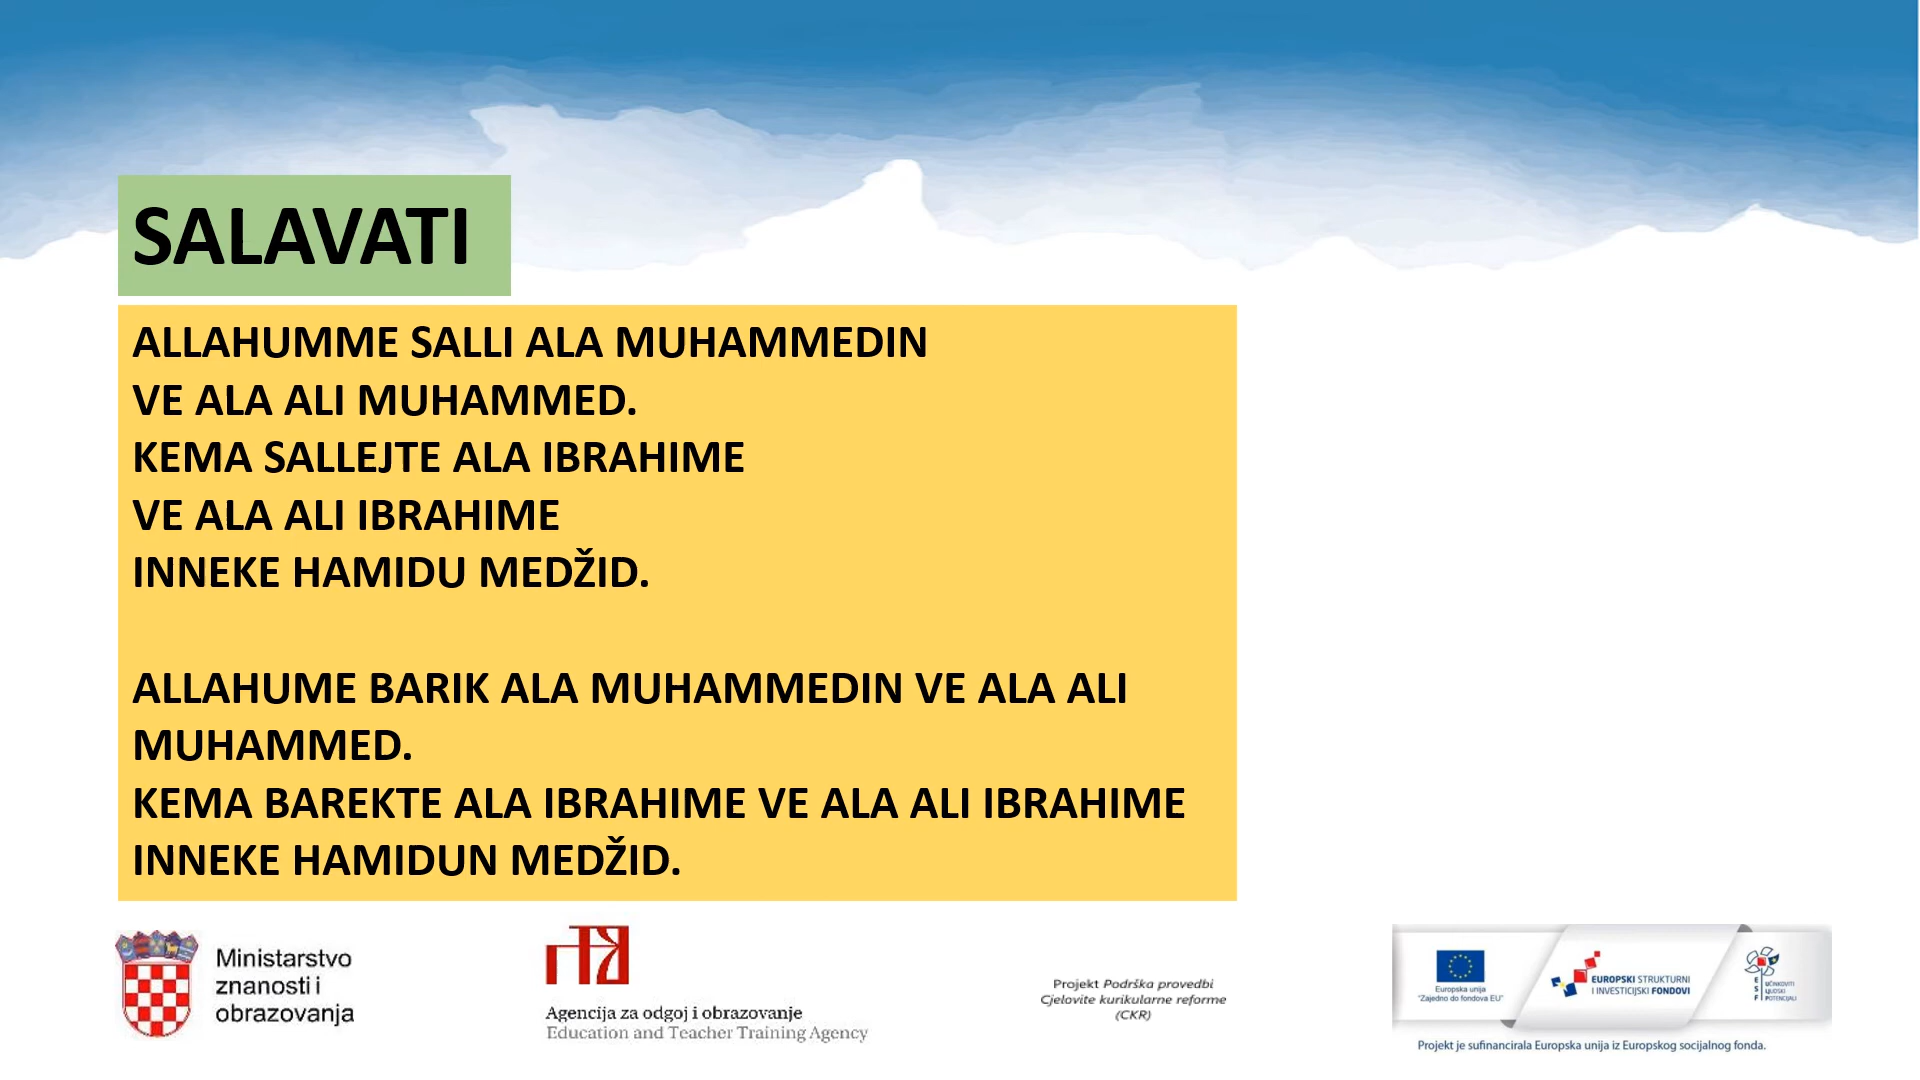 SALAVATI
ALLAHUMME SALLI ALA MUHAMMEDIN
VE ALA ALI MUHAMMED.
KEMA SALLEJTE ALA IBRAHIME
VE ALA ALI IBRAHIME
INNEKE HAMIDU MEDŽID.
ALLAHUME BARIK ALA MUHAMMEDIN VE ALA ALI
MUHAMMED.
KEMA BAREKTE ALA IBRAHIME VE ALA ALI IBRAHIME
INNEKE HAMIDUN MEDŽID.
Ministarstvo
znanosti i
obrazovanja
Agencija za odgoj i obrazovanje
Education and Teacher Training Agency
Projekt Podrška provedbi
Cjelovite kurikularne reforme
(CKR)
Europska unija
"Zajedno do fondova EU"
EUROPSKI STRUKTURNI
I INVESTICIJSKI FONDOVI
ESF
UČINKOVITI
LJUDSKI
POTENCIJALI
Projekt je sufinancirala Europska unija iz Europskog socijalnog fonda.